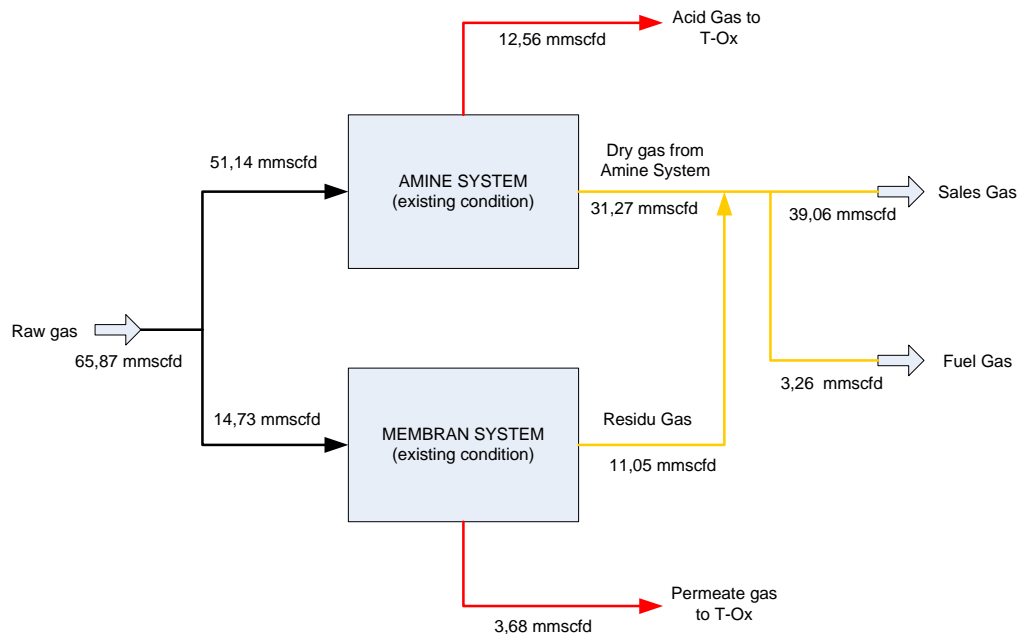 Acid Gas to
T-Ox
12,56 mmscfd
51,14 mmscfd
AMINE SYSTEM
(existing condition)
Dry gas from
Amine System
31,27 mmscfd
39,06 mmscfd
Sales Gas
Raw gas
65,87 mmscfd
Fuel Gas
3,26 mmscfd
14,73 mmscfd
MEMBRAN SYSTEM
(existing condition)
Residu Gas
11,05 mmscfd
Permeate gas
to T-Ox
3,68 mmscfd